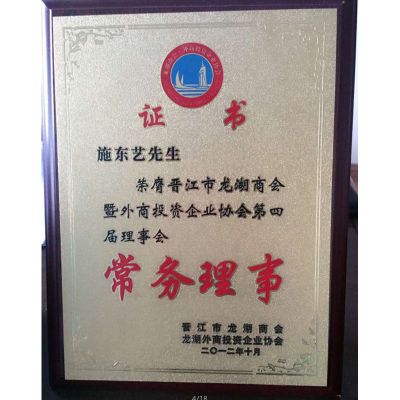 证书
施东艺先生
荣膺晋江市龙湖商会
暨外商投资企业协会第四
届理事会
常务理事
晋江市龙湖商会
龙湖外商投资企业协会
二〇一二年十月
4/18